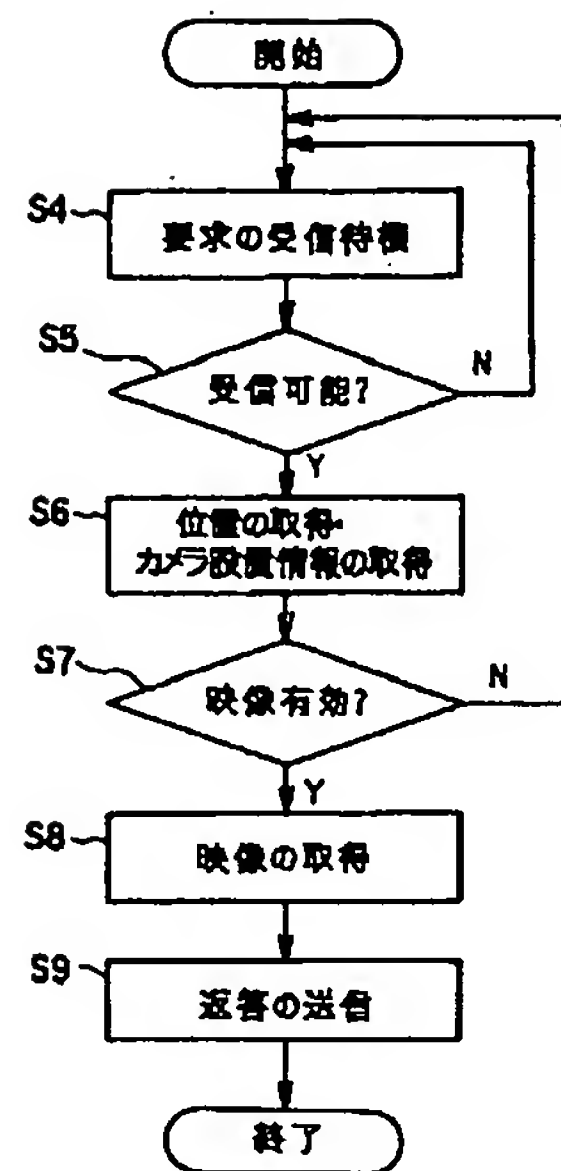 開始
S4
要求の受信待機
S5
受信可能?
N
Y
S6
位置の取得・
カメラ設置情報の取得
S7
映像有効?
N
Y
S8
映像の取得
S9
返答の送信
終了